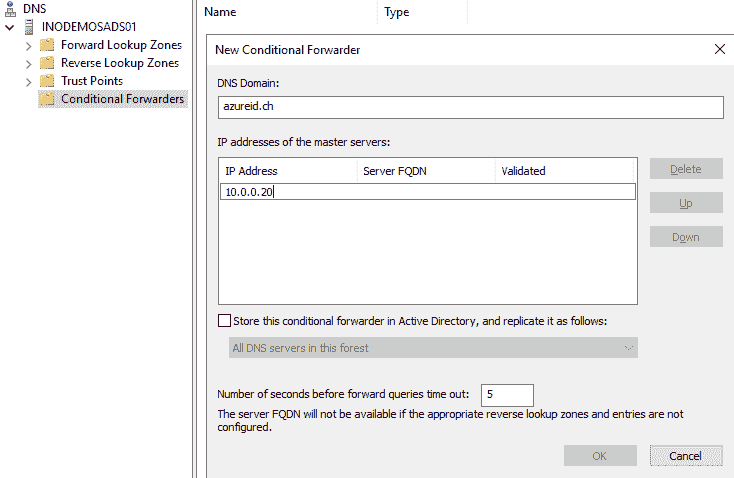 DNS
INODEMOSADS01
Forward Lookup Zones
Reverse Lookup Zones
Trust Points
Conditional Forwarders
Name Type
New Conditional Forwarder
DNS Domain:
azureid.ch
IP addresses of the master servers:
IP Address Server FQDN Validated
10.0.0.20
Delete
Up
Down
Store this conditional forwarder in Active Directory, and replicate it as follows:
All DNS servers in this forest
Number of seconds before forward queries time out: 5
The server FQDN will not be available if the appropriate reverse lookup zones and entries are not
configured.
OK Cancel